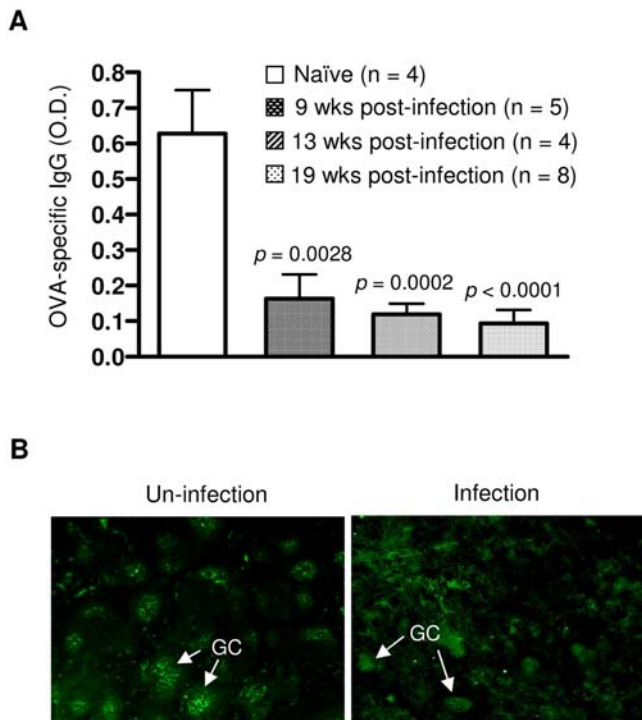 A
OVA-specific IgG (O.D.)
0.8
0.7
0.6
0.5
0.4
0.3
0.2
0.1
0.0
Naïve (n = 4)
9 wks post-infection (n = 5)
13 wks post-infection (n = 4)
19 wks post-infection (n = 8)
p = 0.0028
p = 0.0002
p < 0.0001
B
Un-infection
Infection
GC
GC